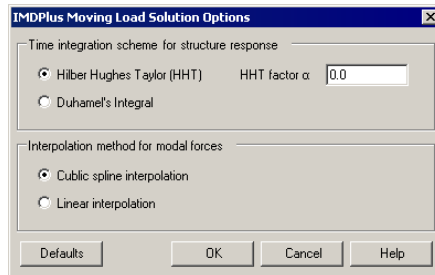 IMDPlus Moving Load Solution Options
Time integration scheme for structure response
Hilber Hughes Taylor (HHT) HHT factor α 0.0
Duhamel's Integral
Interpolation method for modal forces
Cublic spline interpolation
Linear interpolation
Defaults OK Cancel Help